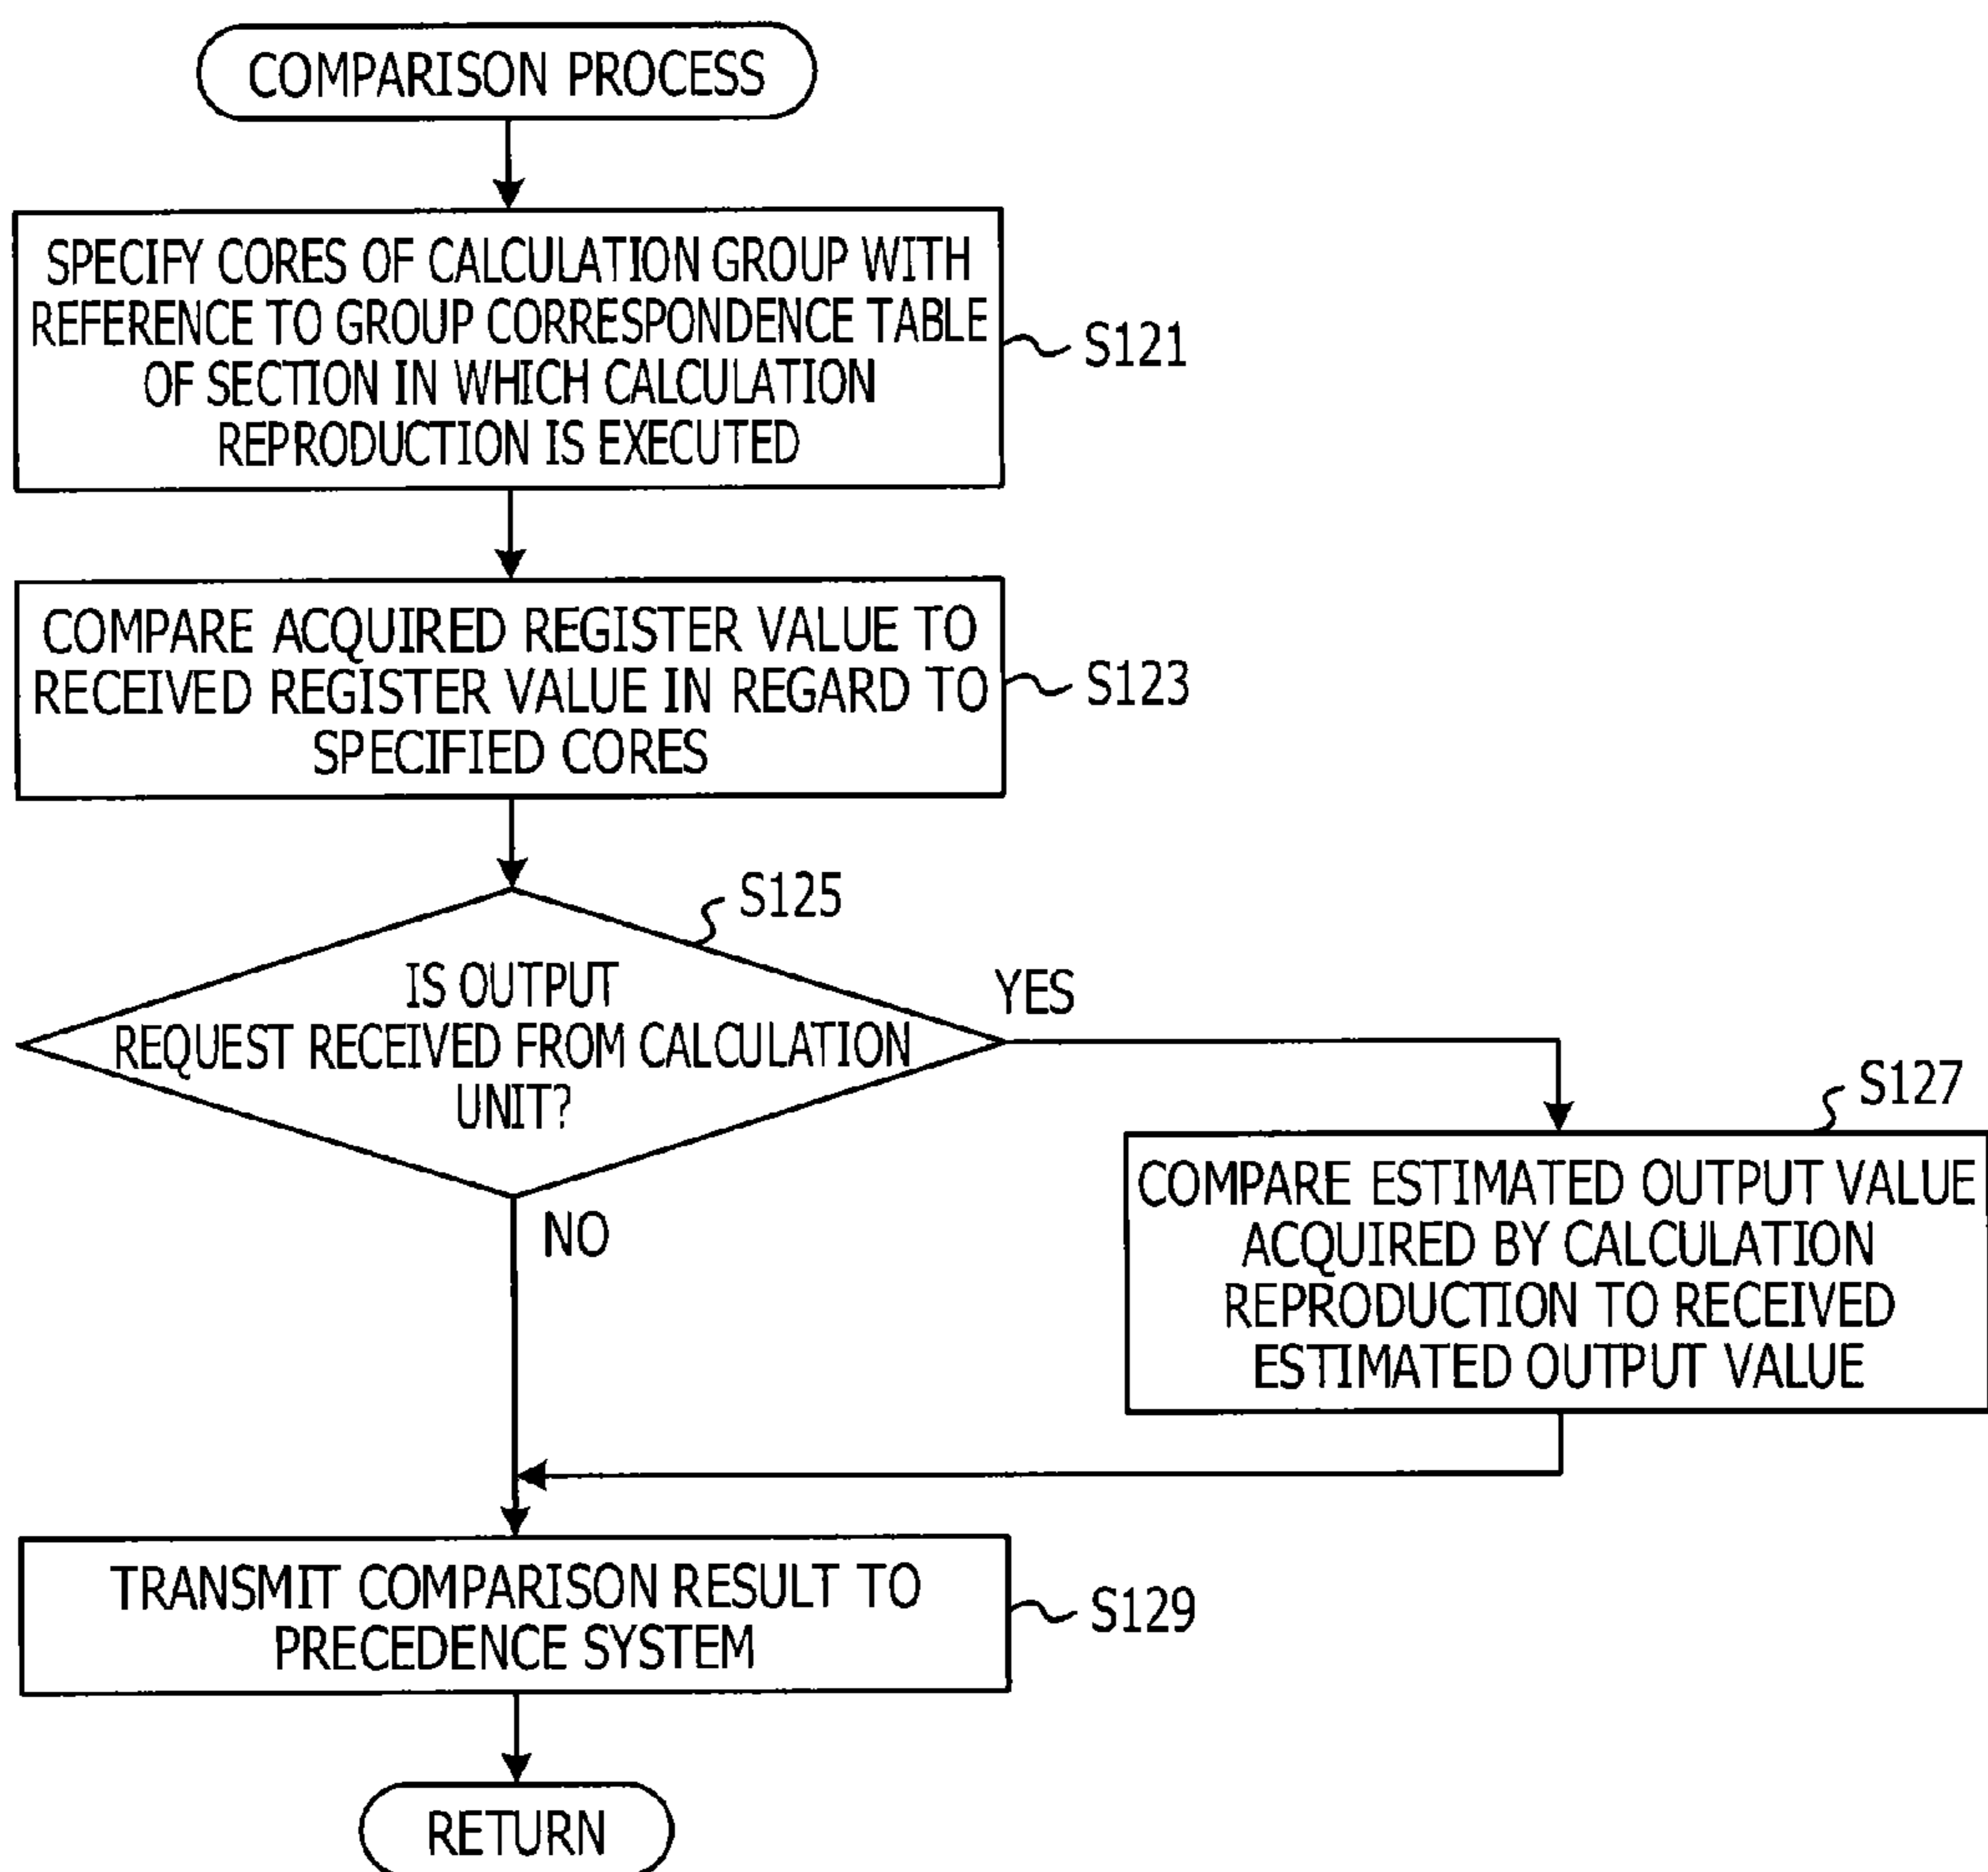 COMPARISON PROCESS
SPECIFY CORES OF CALCULATION GROUP WITH
REFERENCE TO GROUP CORRESPONDENCE TABLE
OF SECTION IN WHICH CALCULATION
REPRODUCTION IS EXECUTED
S121
COMPARE ACQUIRED REGISTER VALUE TO
RECEIVED REGISTER VALUE IN REGARD TO
SPECIFIED CORES
S123
S125
IS OUTPUT
REQUEST RECEIVED FROM CALCULATION
UNIT?
YES
NO
S127
COMPARE ESTIMATED OUTPUT VALUE
ACQUIRED BY CALCULATION
REPRODUCTION TO RECEIVED
ESTIMATED OUTPUT VALUE
TRANSMIT COMPARISON RESULT TO
PRECEDENCE SYSTEM
S129
RETURN